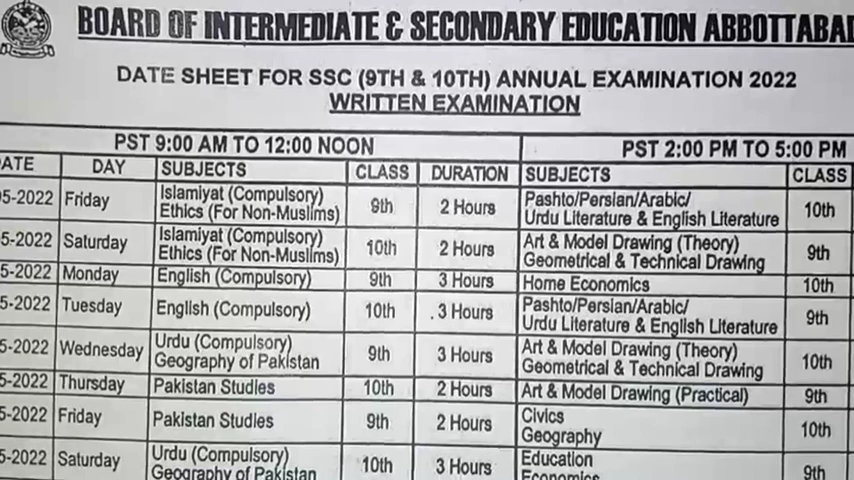 BOARD OF INTERMEDIATE & SECONDARY EDUCATION ABBOTTABAD
DATE SHEET FOR SSC (9TH & 10TH) ANNUAL EXAMINATION 2022
WRITTEN EXAMINATION
PST 9:00 AM TO 12:00 NOON PST 2:00 PM TO 5:00 PM
DATE DAY SUBJECTS CLASS DURATION SUBJECTS CLASS
5-2022 Friday Islamiyat (Compulsory) 9th 2 Hours Pashto/Persian/Arabic/ 10th
Ethics (For Non-Muslims) Urdu Literature & English Literature
5-2022 Saturday Islamiyat (Compulsory) 10th 2 Hours Art & Model Drawing (Theory) 9th
Ethics (For Non-Muslims) Geometrical & Technical Drawing
5-2022 Monday English (Compulsory) 9th 3 Hours Home Economics 10th
5-2022 Tuesday English (Compulsory) 10th 3 Hours Pashto/Persian/Arabic/ 9th
Urdu Literature & English Literature
5-2022 Wednesday Urdu (Compulsory) 9th 3 Hours Art & Model Drawing (Theory) 10th
Geography of Pakistan Geometrical & Technical Drawing
5-2022 Thursday Pakistan Studies 10th 2 Hours Art & Model Drawing (Practical) 9th
5-2022 Friday Pakistan Studies 9th 2 Hours Civics 10th
Geography
5-2022 Saturday Urdu (Compulsory) 10th 3 Hours Education 9th
Geography of Pakistan Economics